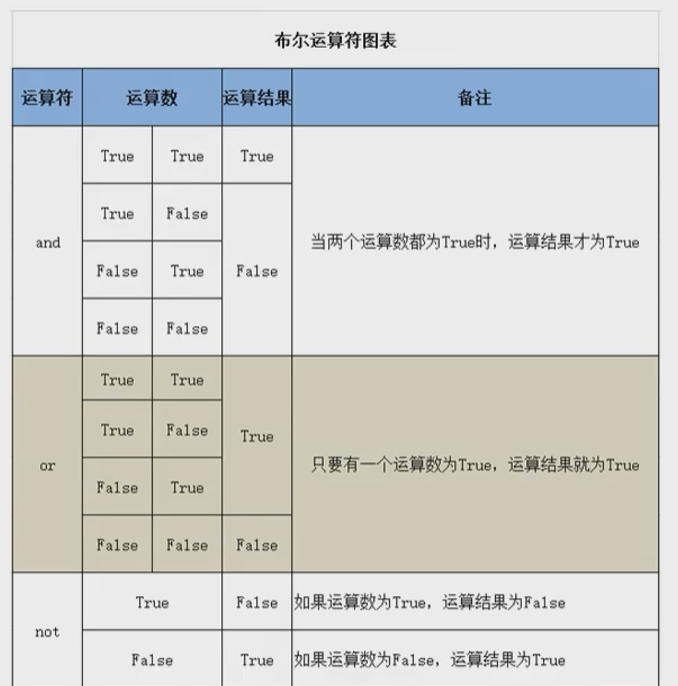 布尔运算符图表
运算符 运算数 运算结果 备注
and True True True 当两个运算数都为True时，运算结果才为True
True False False
False True
False False
or True True True 只要有一个运算数为True，运算结果就为True
True False
False True
False False False
not True False 如果运算数为True，运算结果为False
False True 如果运算数为False，运算结果为True